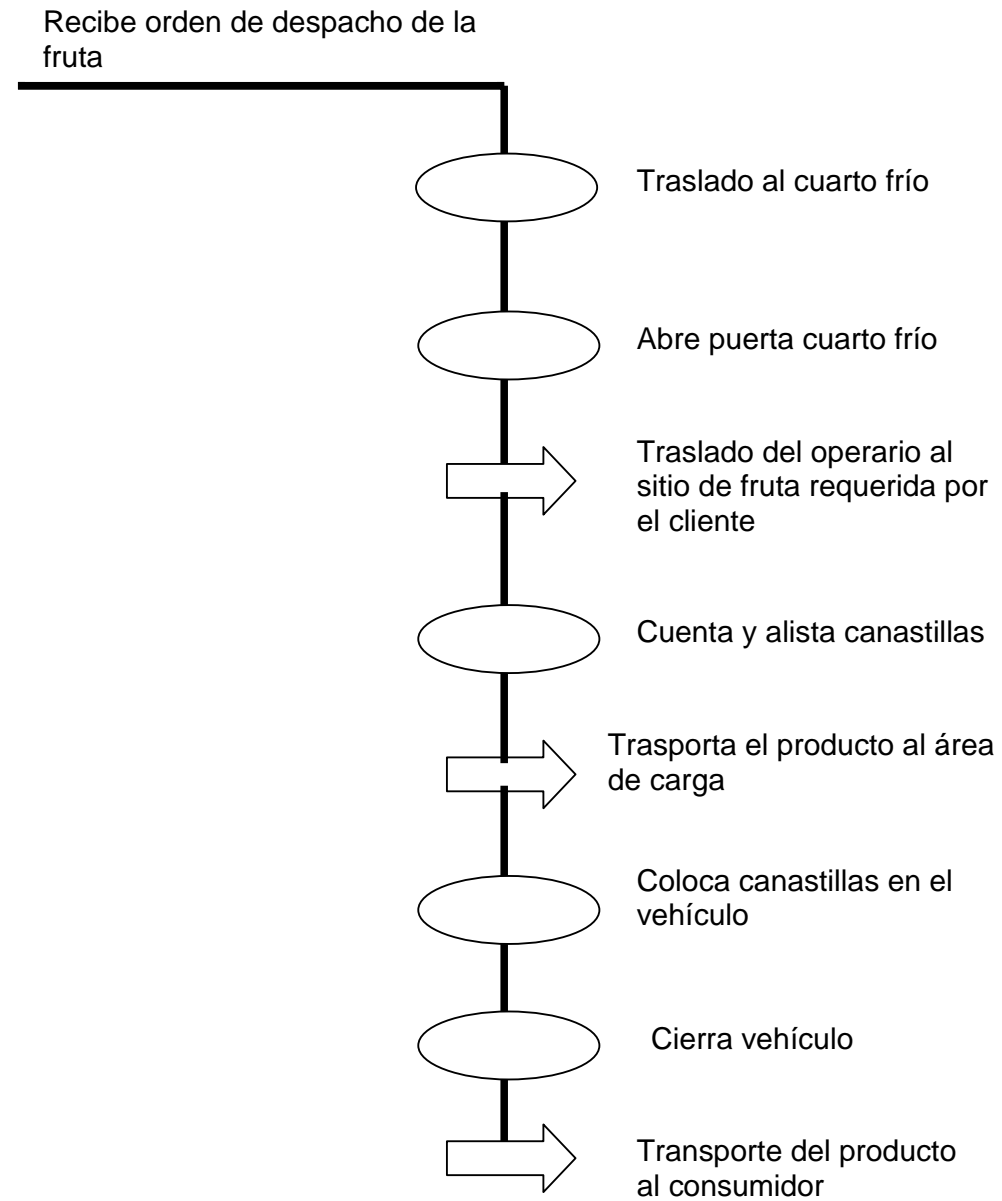 Recibe orden de despacho de la
fruta
Traslado al cuarto frío
Abre puerta cuarto frío
Traslado del operario al
sitio de fruta requerida por
el cliente
Cuenta y alista canastillas
Trasporta el producto al área
de carga
Coloca canastillas en el
vehículo
Cierra vehículo
Transporte del producto
al consumidor